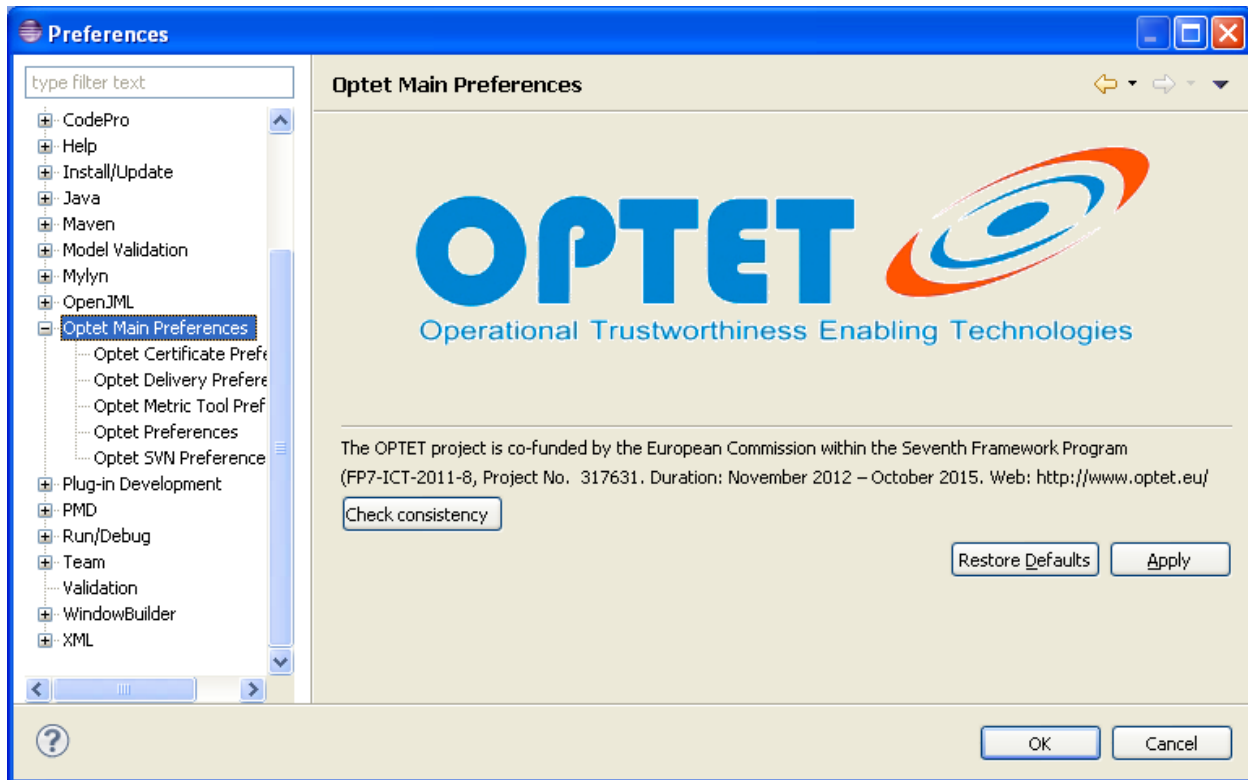 Preferences
type filter text
CodePro
Help
Install/Update
Java
Maven
Model Validation
Mylyn
OpenJML
Optet Main Preferences
Optet Certificate Prefe
Optet Delivery Prefere
Optet Metric Tool Pref
Optet Preferences
Optet SVN Preference
Plug-in Development
PMD
Run/Debug
Team
Validation
WindowBuilder
XML
Optet Main Preferences
OPTET
Operational Trustworthiness Enabling Technologies
The OPTET project is co-funded by the European Commission within the Seventh Framework Program
(FP7-ICT-2011-8, Project No. 317631. Duration: November 2012 – October 2015. Web: http://www.optet.eu/
Check consistency
Restore Defaults
Apply
?
OK
Cancel